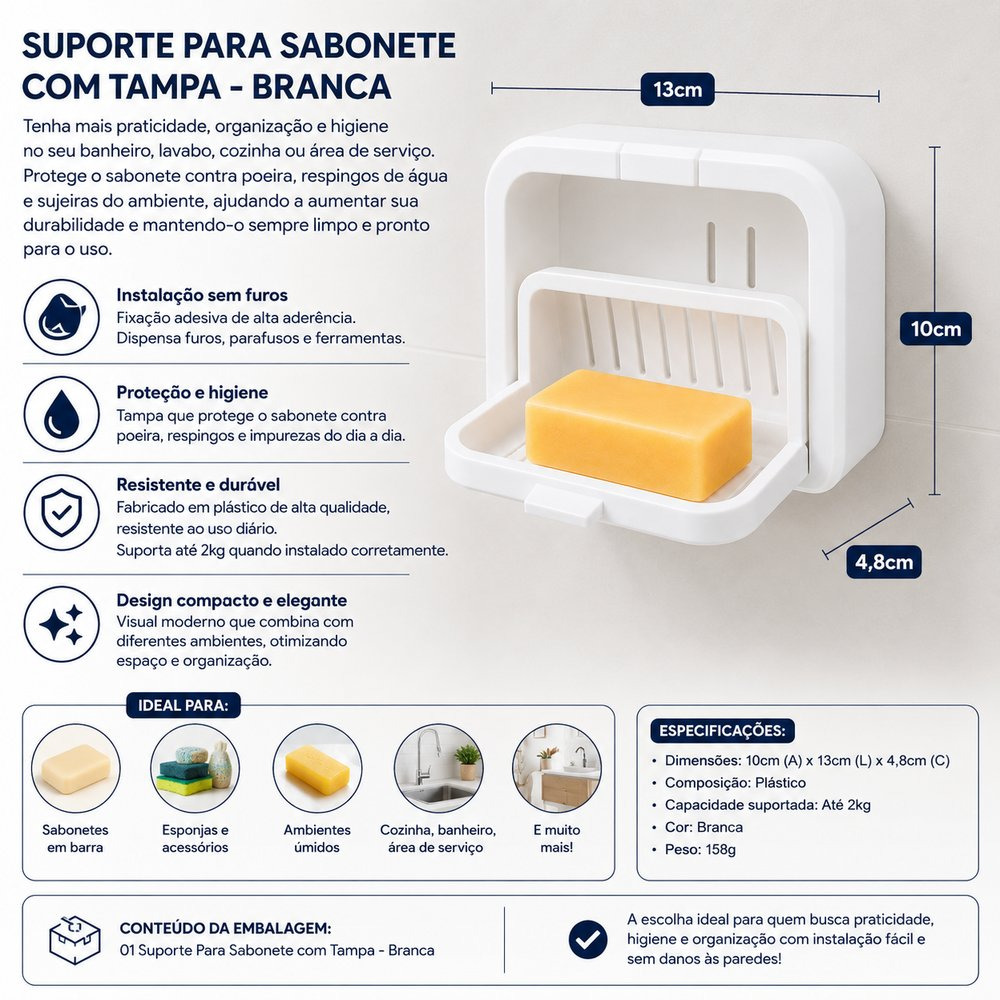 SUPORTE PARA SABONETE
COM TAMPA - BRANCA
Tenha mais praticidade, organização e higiene
no seu banheiro, lavabo, cozinha ou área de serviço.
Protege o sabonete contra poeira, respingos de água
e sujeiras do ambiente, ajudando a aumentar sua
durabilidade e mantendo-o sempre limpo e pronto
para o uso.
Instalação sem furos
Fixação adesiva de alta aderência.
Dispensa furos, parafusos e ferramentas.
Proteção e higiene
Tampa que protege o sabonete contra
poeira, respingos e impurezas do dia a dia.
Resistente e durável
Fabricado em plástico de alta qualidade,
resistente ao uso diário.
Suporta até 2kg quando instalado corretamente.
Design compacto e elegante
Visual moderno que combina com
diferentes ambientes, otimizando
espaço e organização.
13cm
10cm
4,8cm
IDEAL PARA:
Sabonetes
em barra
Esponjas e
acessórios
Ambientes
úmidos
Cozinha, banheiro,
área de serviço
E muito
mais!
ESPECIFICAÇÕES:
• Dimensões: 10cm (A) x 13cm (L) x 4,8cm (C)
• Composição: Plástico
• Capacidade suportada: Até 2kg
• Cor: Branca
• Peso: 158g
CONTEÚDO DA EMBALAGEM:
01 Suporte Para Sabonete com Tampa - Branca
A escolha ideal para quem busca praticidade,
higiene e organização com instalação fácil e
sem danos às paredes!